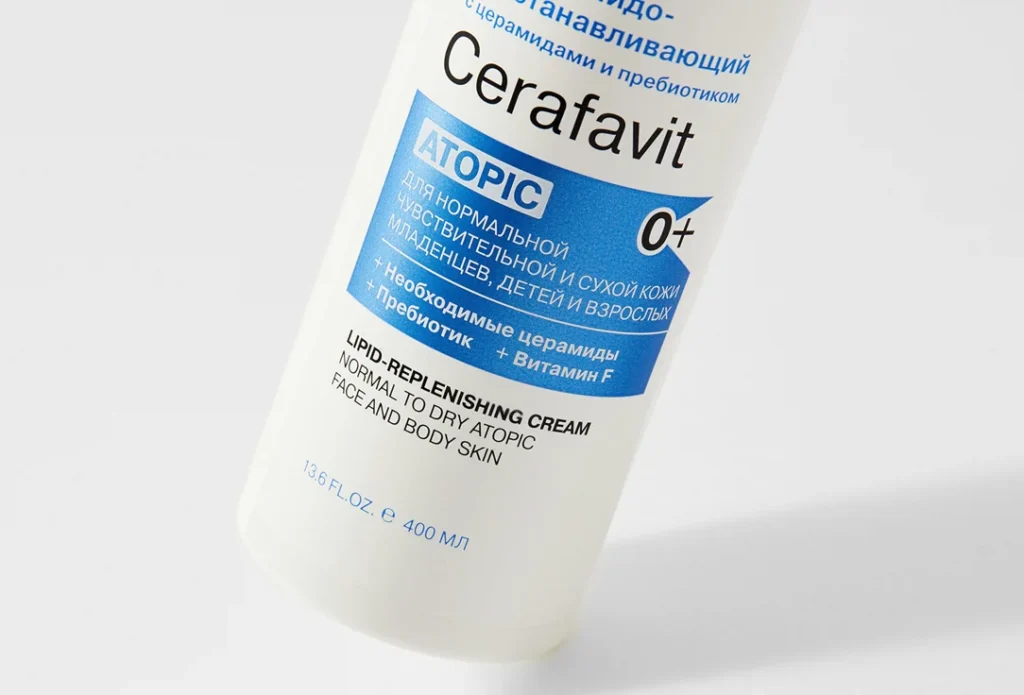 станавливающий
с церамидами и пребиотиком
Cerafavit
ATOPIC
0+
ДЛЯ НОРМАЛЬНОЙ
ЧУВСТВИТЕЛЬНОЙ И СУХОЙ КОЖИ
МЛАДЕНЦЕВ, ДЕТЕЙ И ВЗРОСЛЫХ
+ Необходимые церамиды
+ Пребиотик + Витамин F
LIPID-REPLENISHING CREAM
NORMAL TO DRY ATOPIC
FACE AND BODY SKIN
13.6 FL.OZ. ℮ 400 МЛ